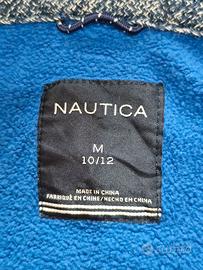 NAUTICA
M
10/12
MADE IN CHINA
FABRIQUÉ EN CHINE/HECHO EN CHINA